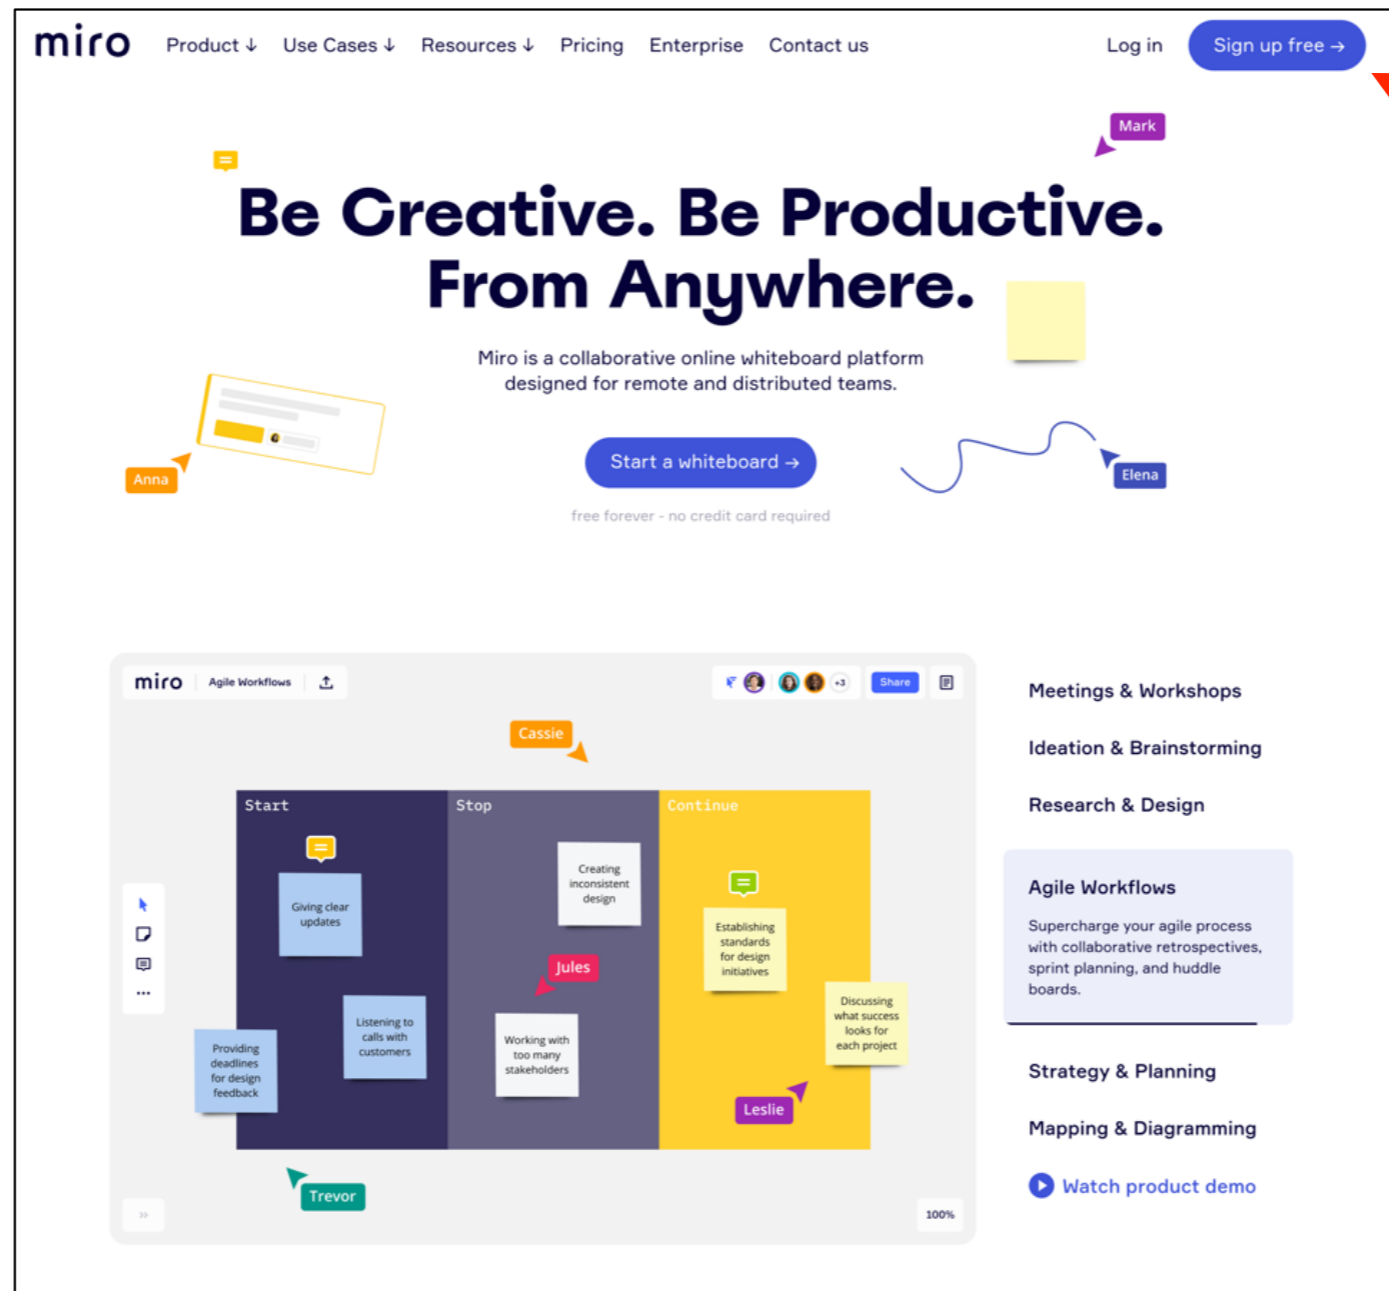 miro
Product ↓ Use Cases ↓ Resources ↓ Pricing Enterprise Contact us Log in Sign up free →
Mark
Be Creative. Be Productive.
From Anywhere.
Miro is a collaborative online whiteboard platform
designed for remote and distributed teams.
Anna
Start a whiteboard →
Elena
free forever - no credit card required
miro Agile Workflows +3 Share
Cassie
Start
Stop
Continue
Giving clear
updates
Listening to
calls with
customers
Providing
deadlines
for design
feedback
Creating
inconsistent
design
Jules
Working with
too many
stakeholders
Establishing
standards
for design
initiatives
Discussing
what success
looks for
each project
Leslie
Trevor
100%
Meetings & Workshops
Ideation & Brainstorming
Research & Design
Agile Workflows
Supercharge your agile process
with collaborative retrospectives,
sprint planning, and huddle
boards.
Strategy & Planning
Mapping & Diagramming
Watch product demo